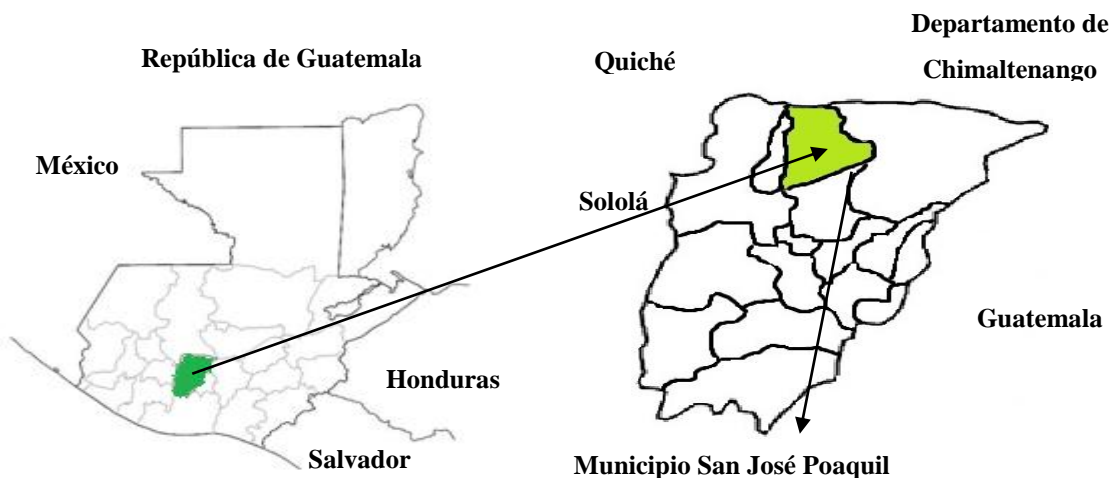 Departamento de
Chimaltenango
República de Guatemala
Quiché
México
Sololá
Guatemala
Honduras
Salvador
Municipio San José Poaquil